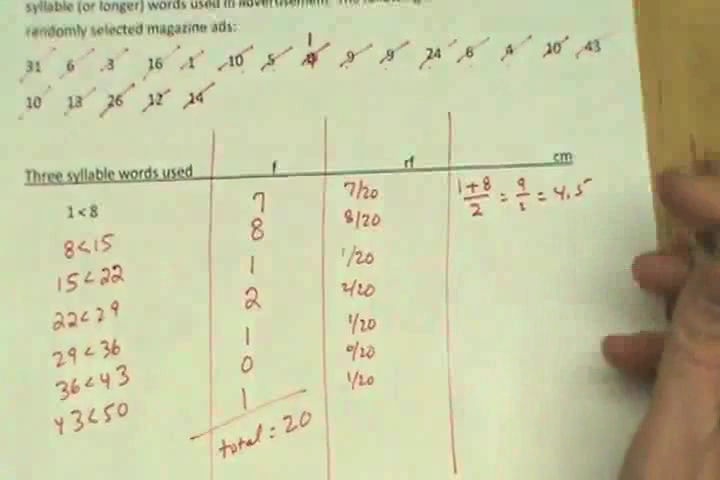 syllable (or longer) words used in advertisement. The following
randomly selected magazine ads:
1
31 6 3 16 1 10 5 9 9 24 6 4 10 43
10 13 26 12 14
Three syllable words used f rf cm
1 < 8 7 7/20 1+8/2 = 9/2 = 4.5
8<15 8 8/20
15<22 1 1/20
22<29 2 2/20
29<36 1 1/20
36<43 0 0/20
43<50 1 1/20
total = 20